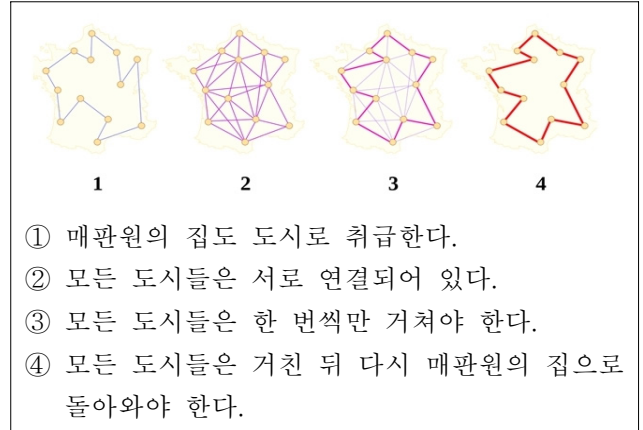 1 2 3 4
① 매판원의 집도 도시로 취급한다.
② 모든 도시들은 서로 연결되어 있다.
③ 모든 도시들은 한 번씩만 거쳐야 한다.
④ 모든 도시들은 거친 뒤 다시 매판원의 집으로
돌아와야 한다.